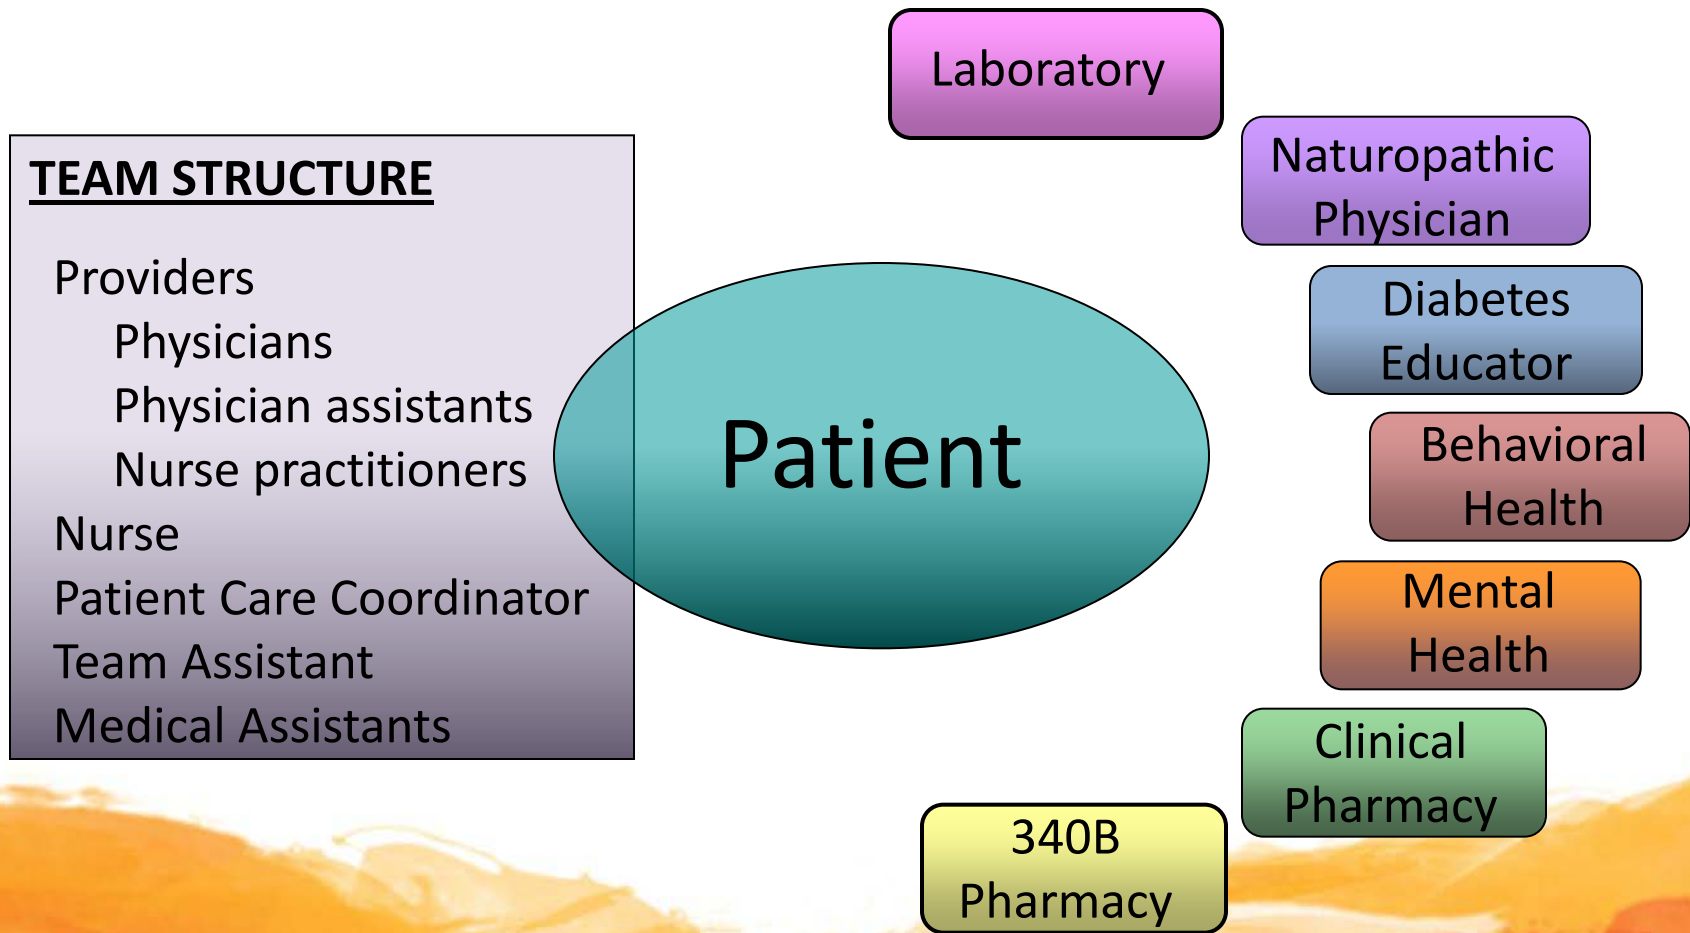 TEAM STRUCTURE
Providers
Physicians
Physician assistants
Nurse practitioners
Nurse
Patient Care Coordinator
Team Assistant
Medical Assistants
Patient
Laboratory
Naturopathic
Physician
Diabetes
Educator
Behavioral
Health
Mental
Health
Clinical
Pharmacy
340B
Pharmacy